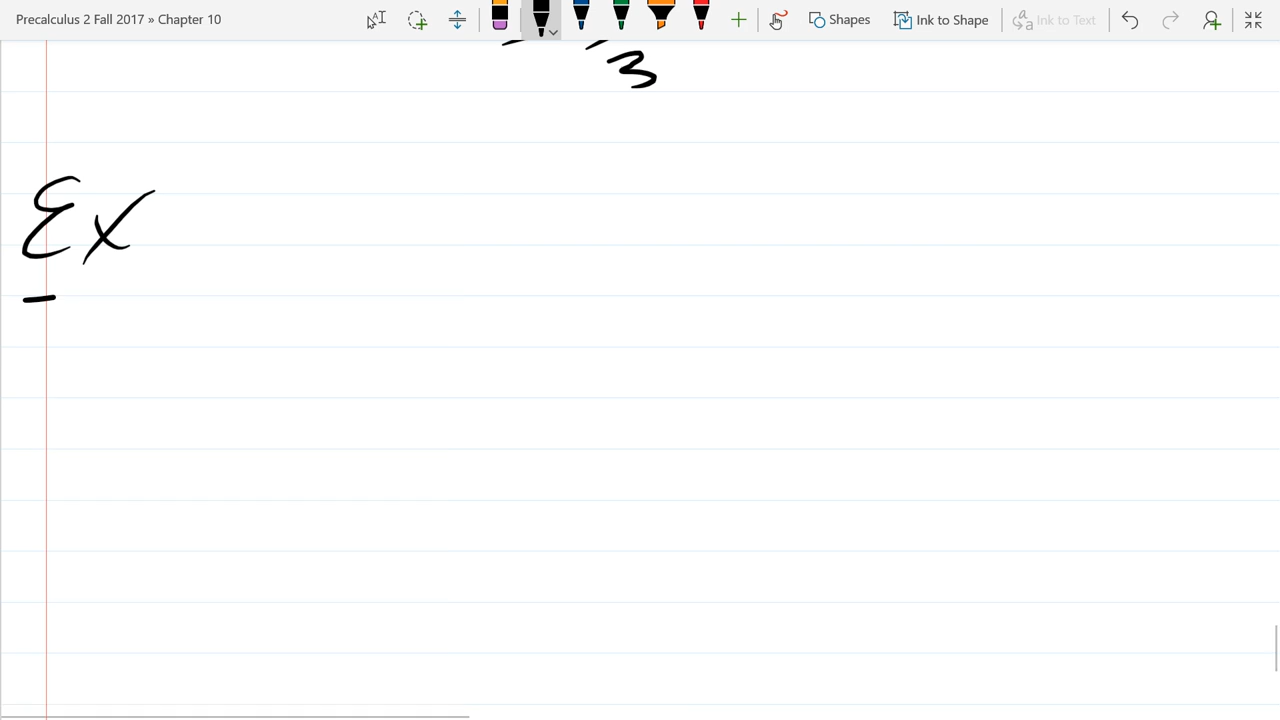 Precalculus 2 Fall 2017 » Chapter 10 Shapes Ink to Shape Ink to Text
3
Ex